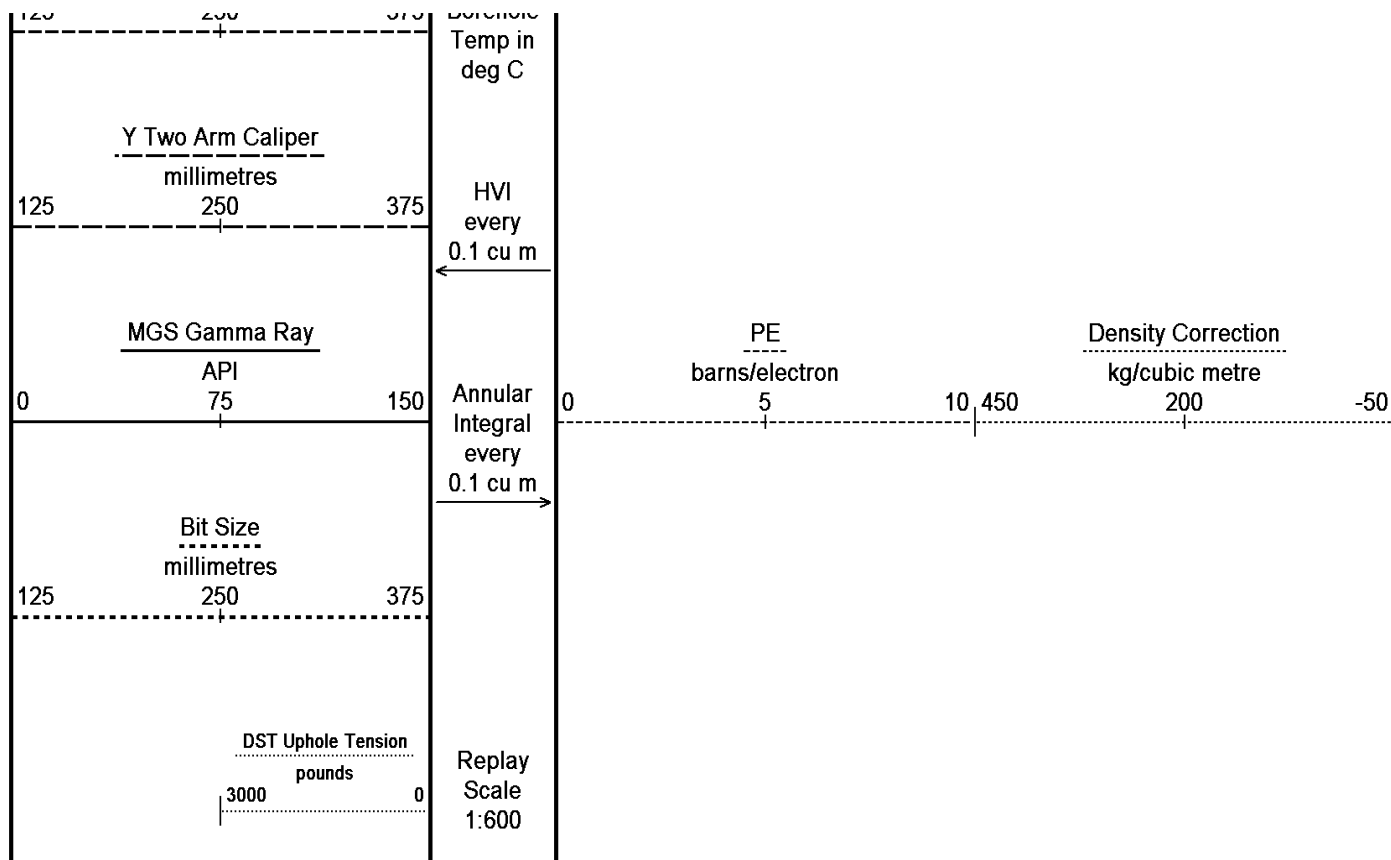 125 250 375
Borehole
Temp in
deg C
Y Two Arm Caliper
millimetres
125 250 375
HVI
every
0.1 cu m
MGS Gamma Ray
API
0 75 150
Annular
Integral
every
0.1 cu m
PE
barns/electron
0 5 10
Density Correction
kg/cubic metre
450 200 -50
Bit Size
millimetres
125 250 375
DST Uphole Tension
pounds
3000 0
Replay
Scale
1:600